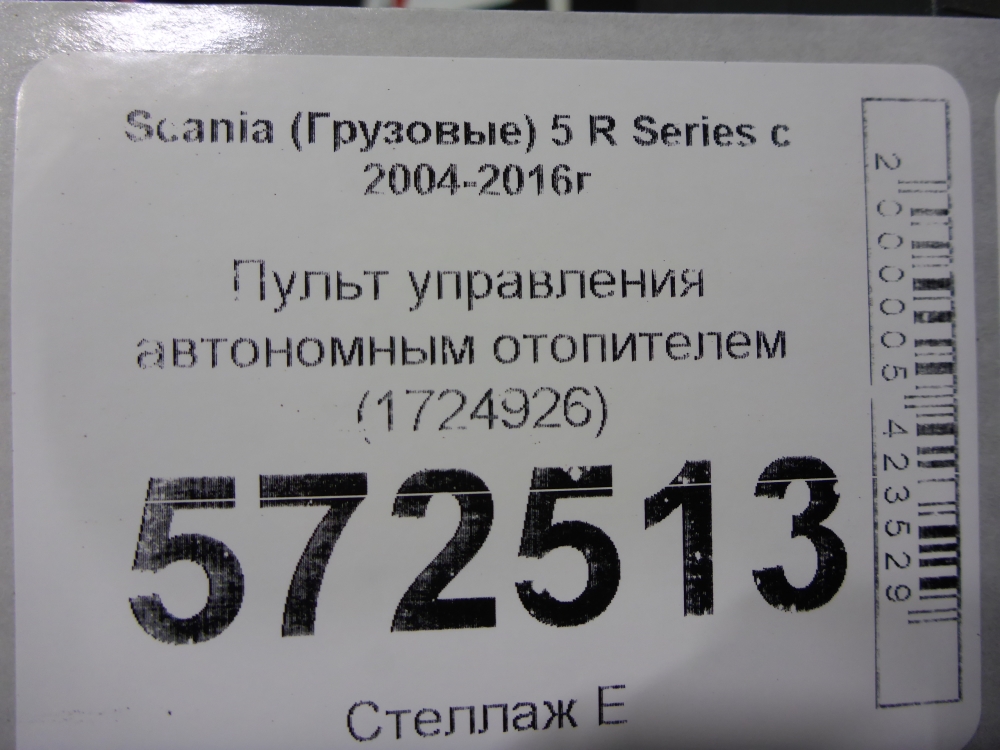 Scania (Грузовые) 5 R Series с
2004-2016г
Пульт управления
автономным отопителем
(1724926)
572513
Стеллаж Е
2000005423529